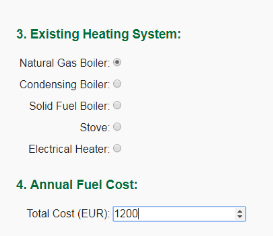 3. Existing Heating System:
Natural Gas Boiler:
Condensing Boiler:
Solid Fuel Boiler:
Stove:
Electrical Heater:
4. Annual Fuel Cost:
Total Cost (EUR): 1200